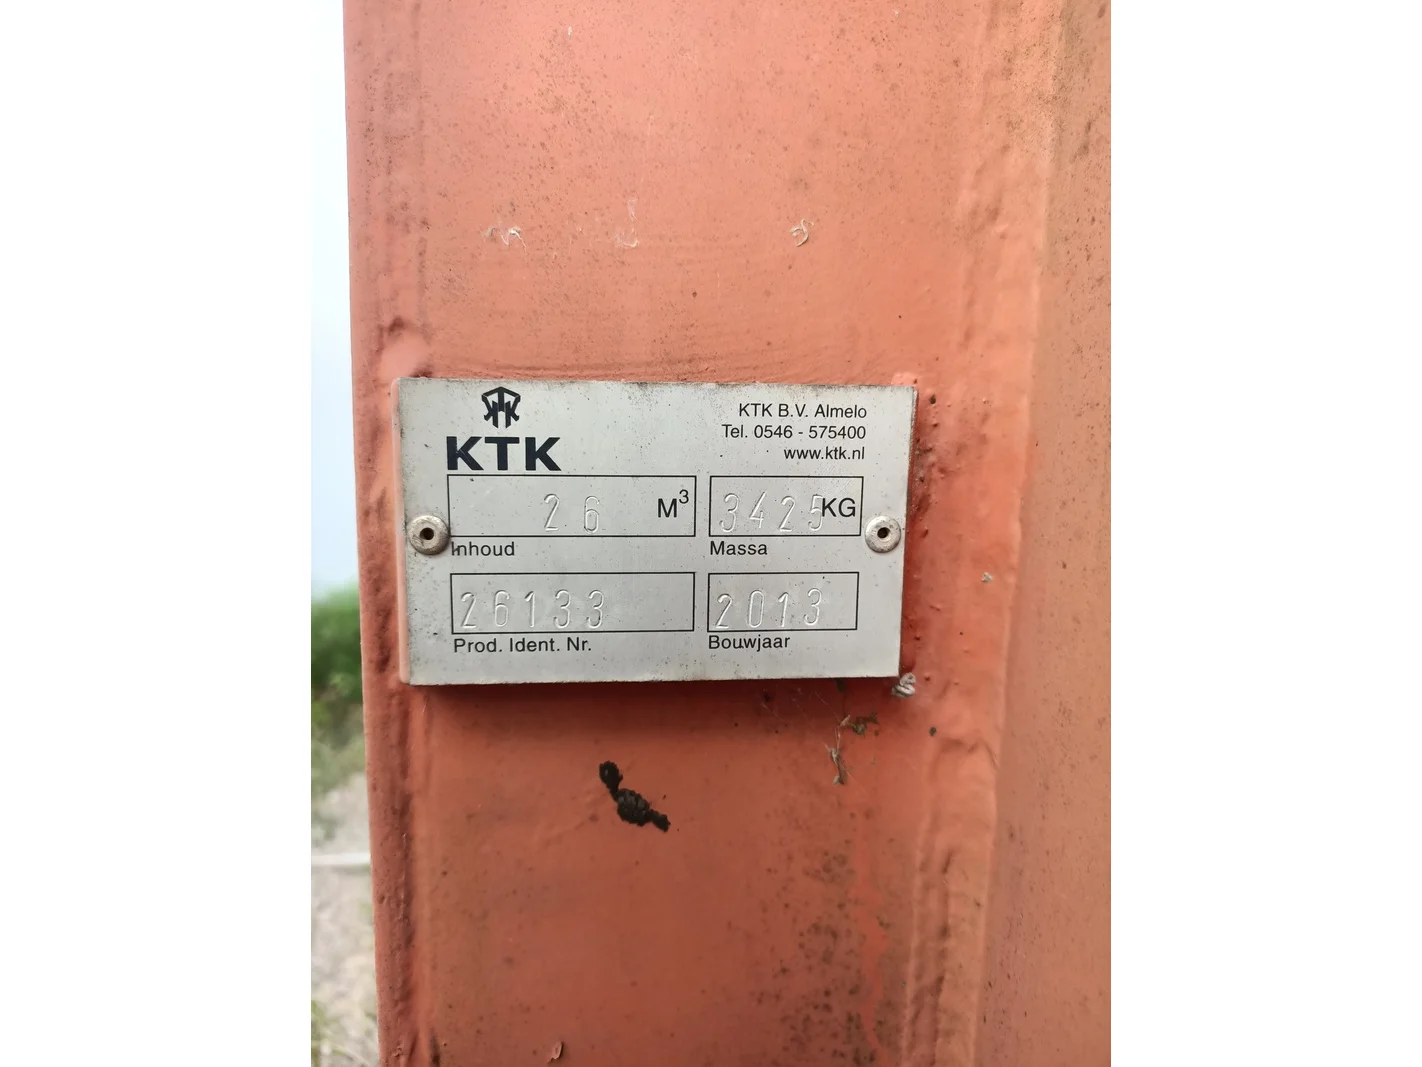 KTK
KTK B.V. Almelo
Tel. 0546 - 575400
www.ktk.nl
26 M³
3425 KG
Inhoud
Massa
26133
2013
Prod. Ident. Nr.
Bouwjaar